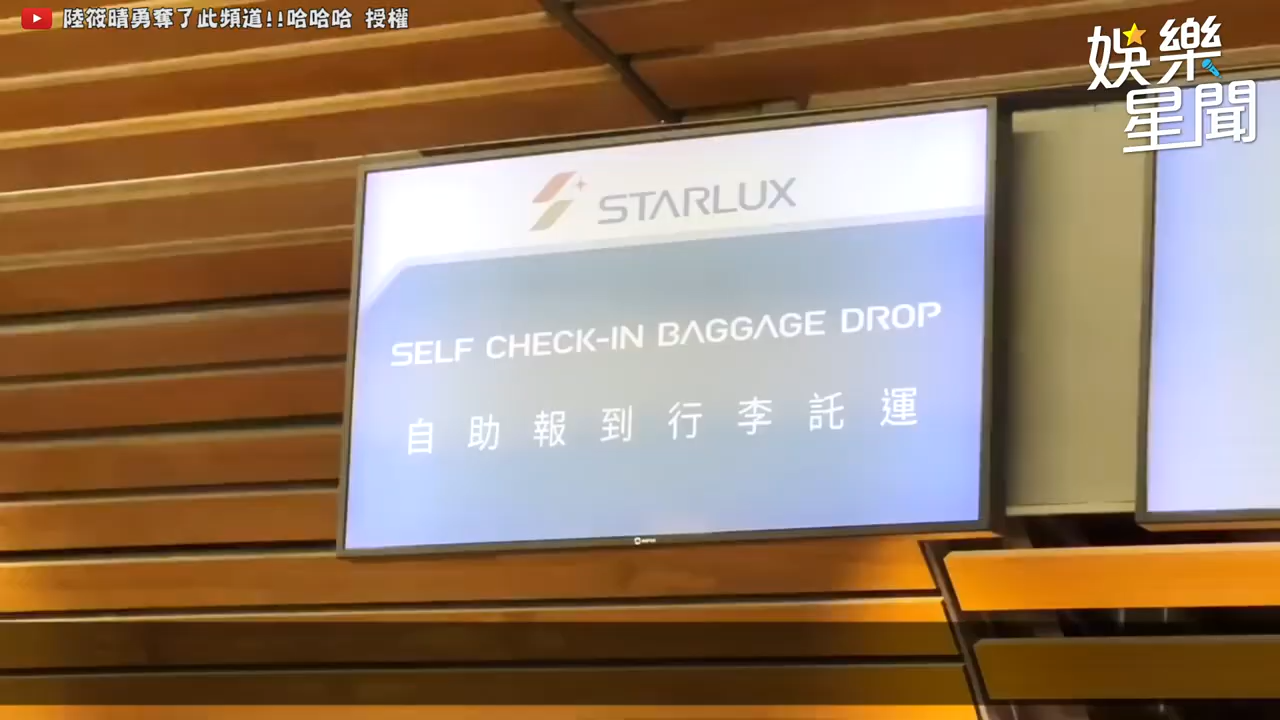 陸筱晴勇奪了此頻道!!哈哈哈 授權
娛樂
星聞
STARLUX
SELF CHECK-IN BAGGAGE DROP
自助報到行李託運